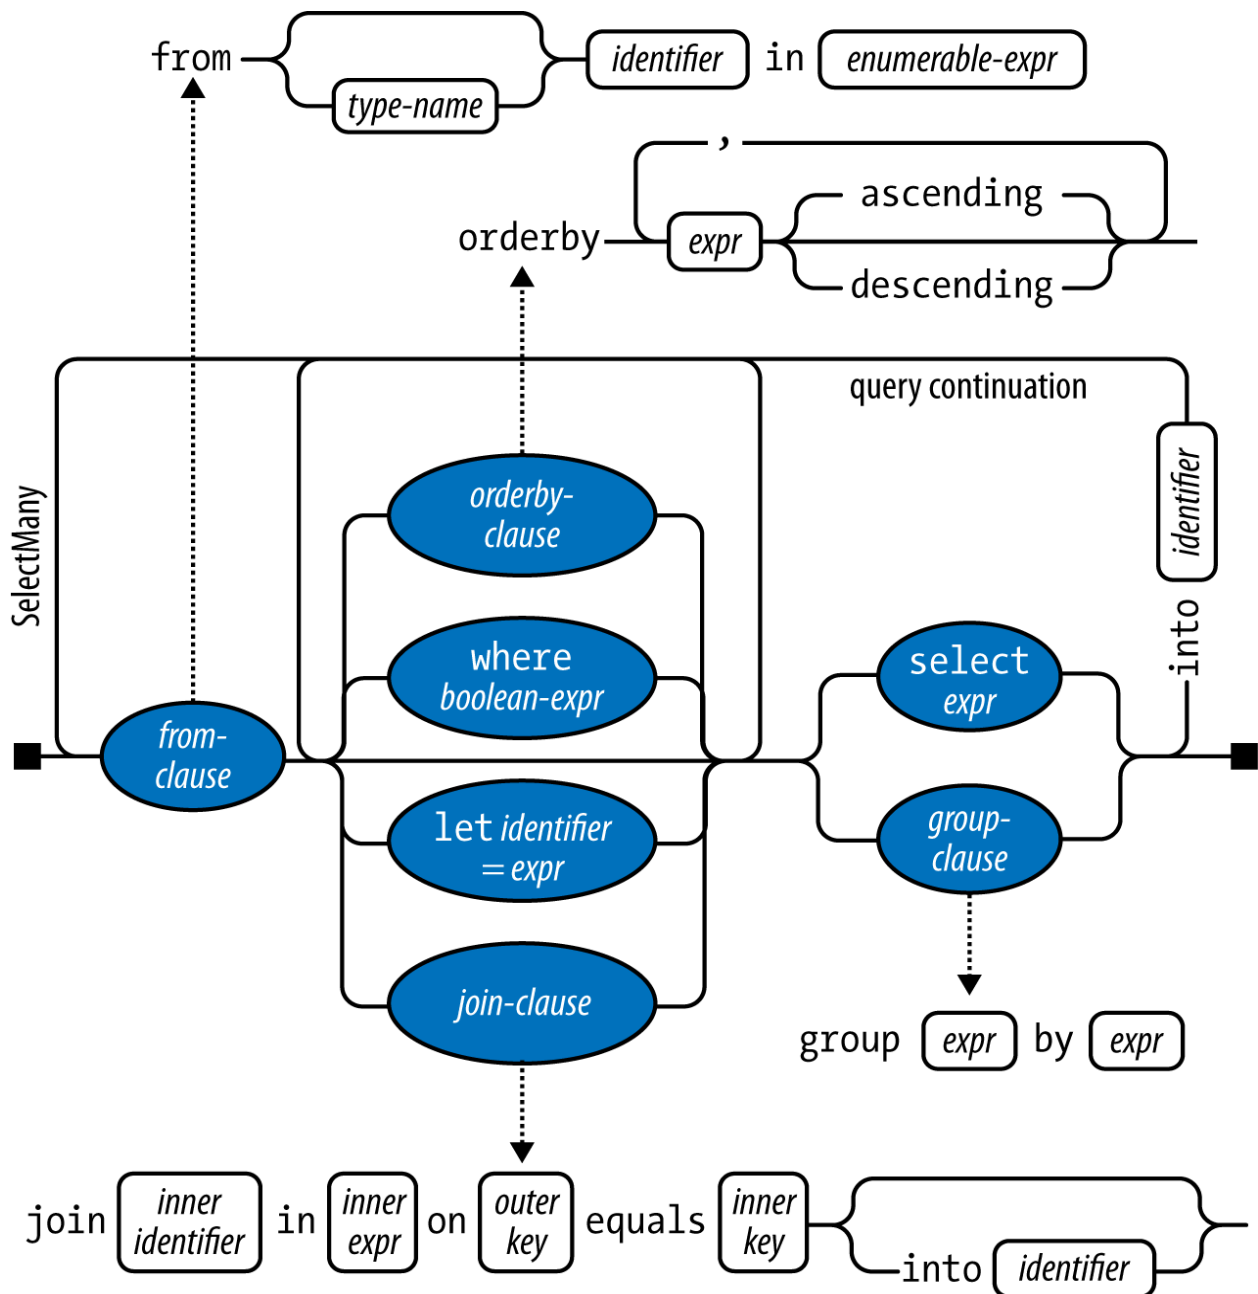 from type-name identifier in enumerable-expr
,
ascending
orderby expr
descending
query continuation
identifier
into
SelectMany
orderby-
clause
where
boolean-expr
select
expr
from-
clause
let identifier
= expr
group-
clause
join-clause
group expr by expr
join inner
identifier in inner
expr on outer
key equals inner
key
into identifier